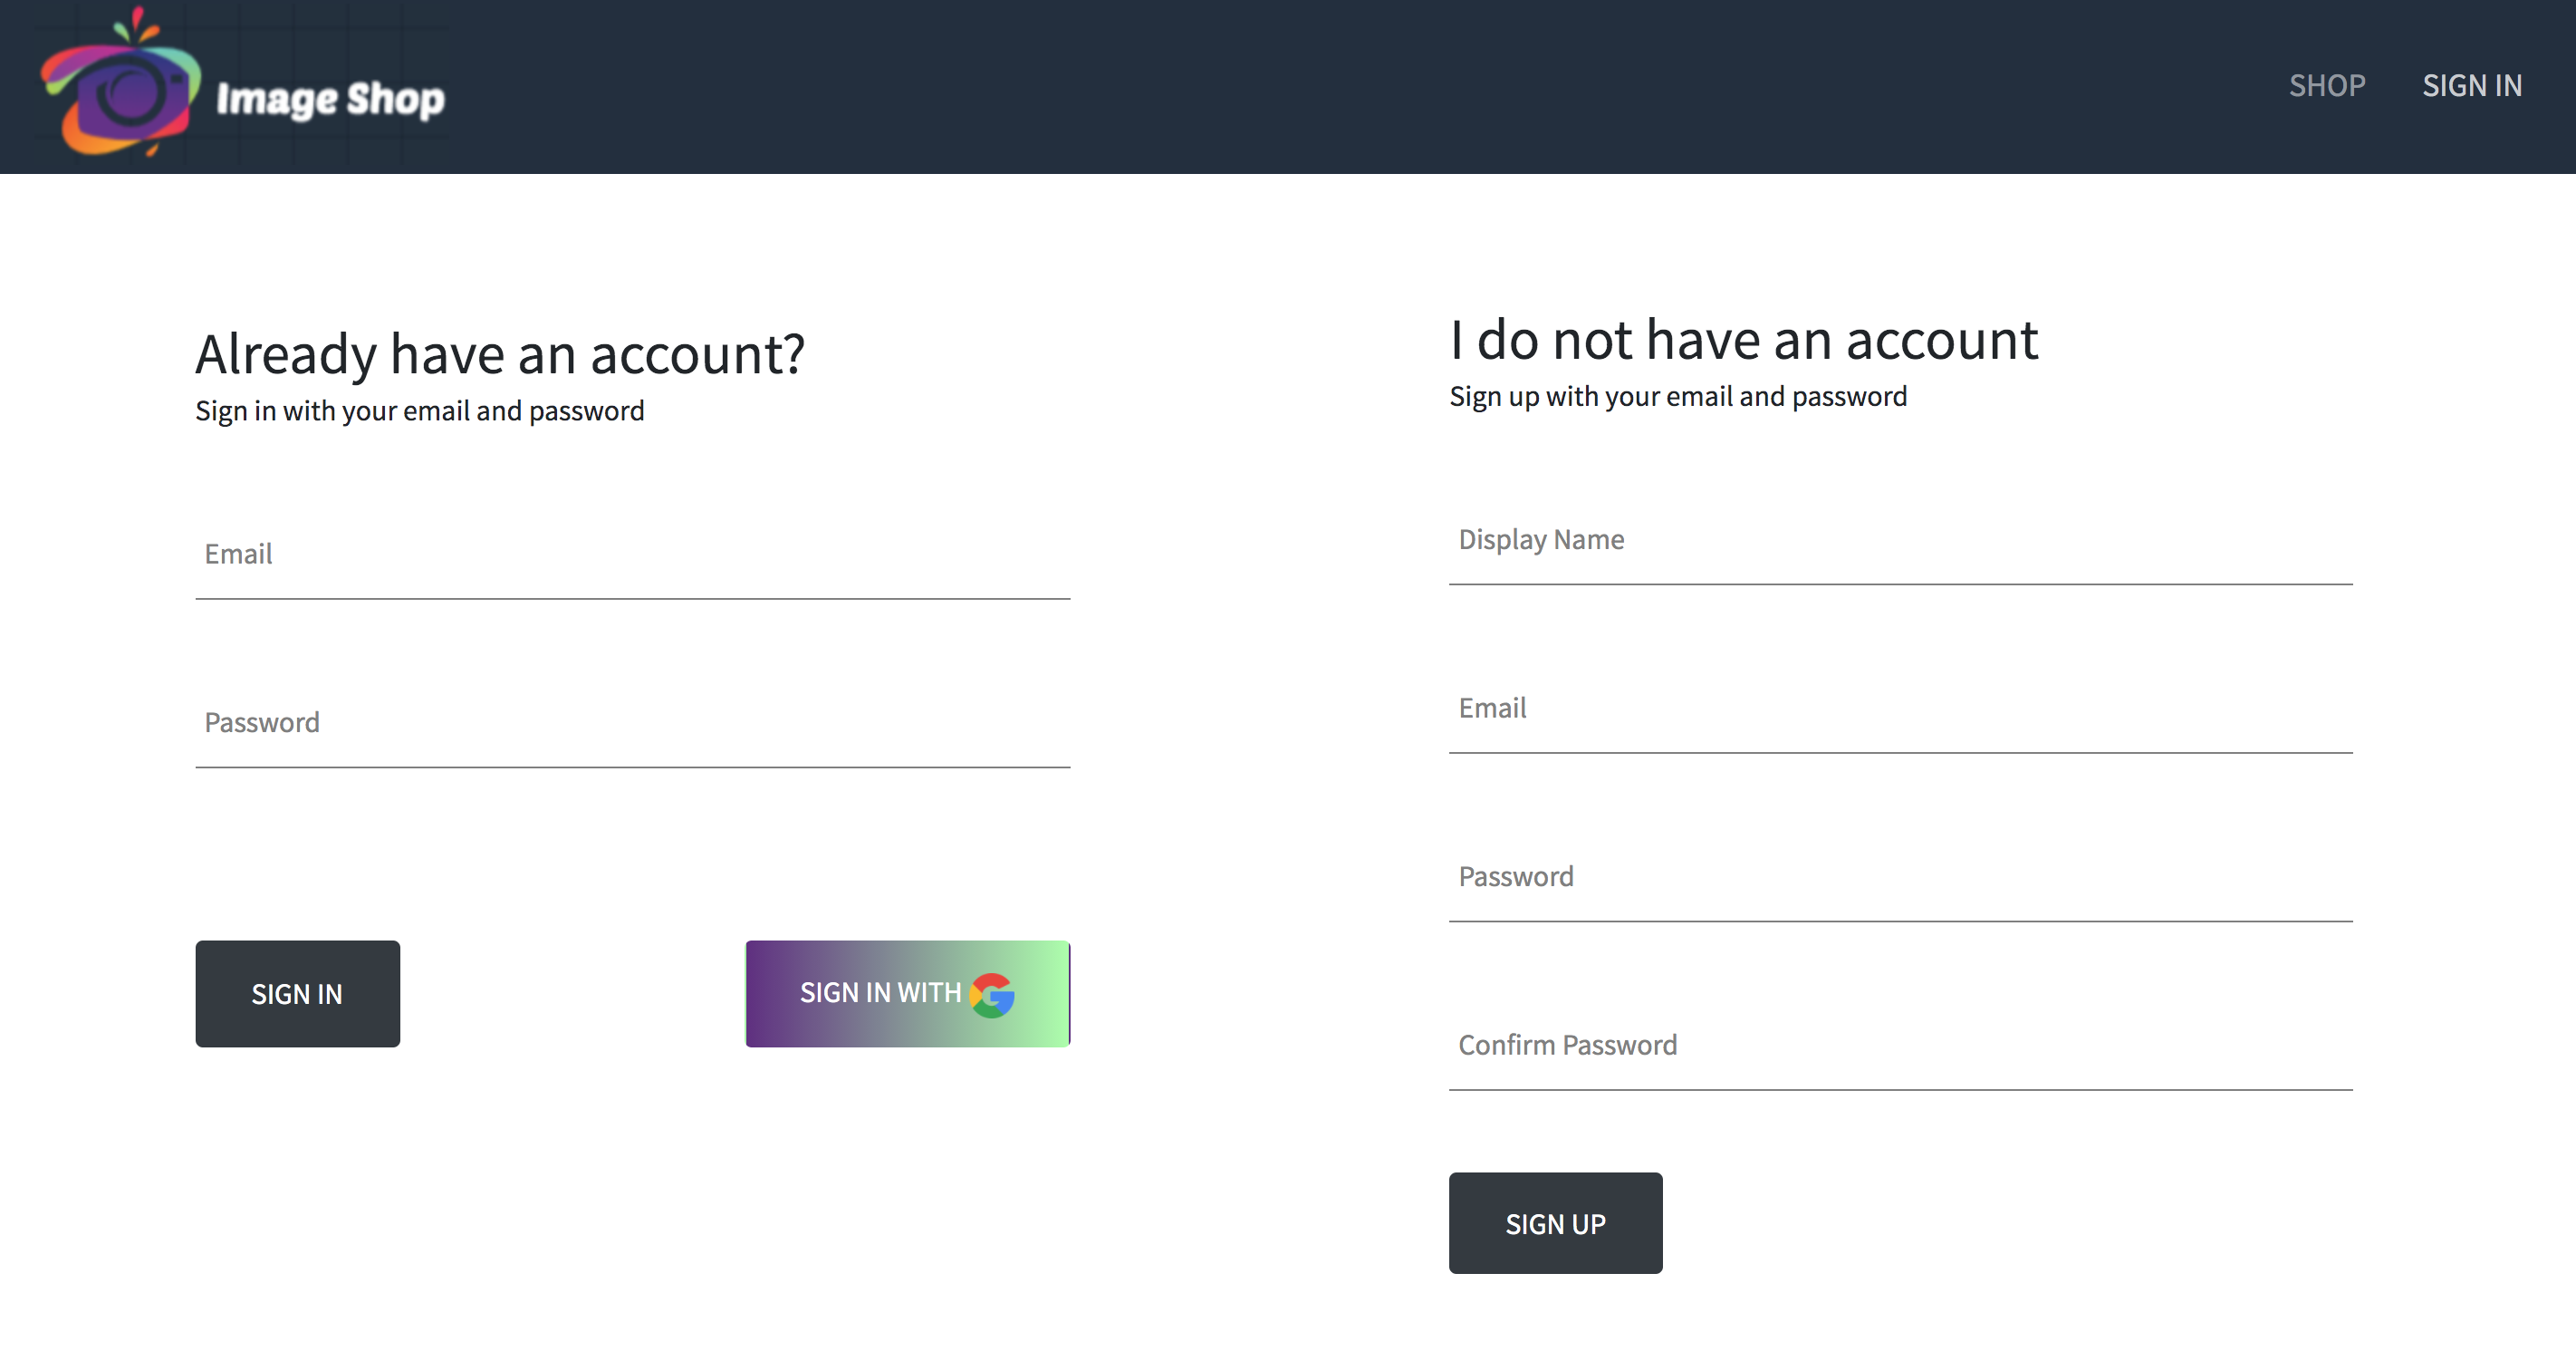 Image Shop
SHOP
SIGN IN
Already have an account?
Sign in with your email and password
Email
Password
SIGN IN
SIGN IN WITH
I do not have an account
Sign up with your email and password
Display Name
Email
Password
Confirm Password
SIGN UP